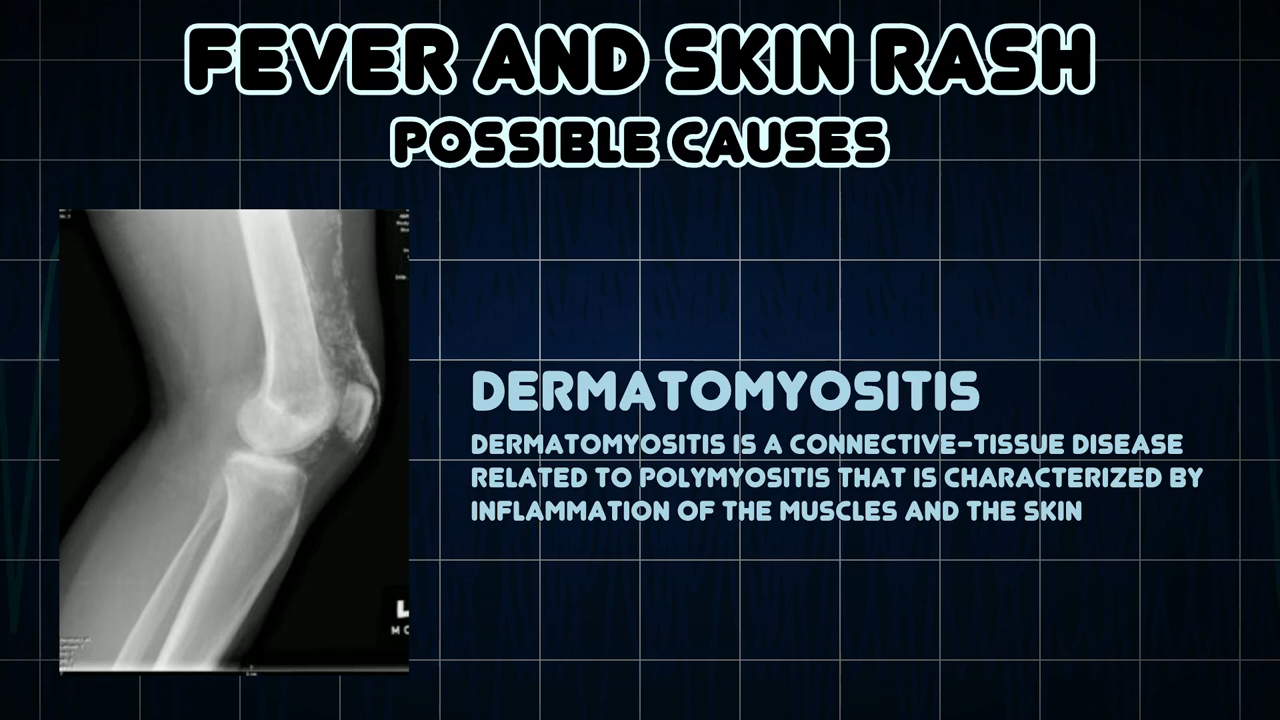 FEVER AND SKIN RASH
POSSIBLE CAUSES
DERMATOMYOSITIS
DERMATOMYOSITIS IS A CONNECTIVE-TISSUE DISEASE
RELATED TO POLYMYOSITIS THAT IS CHARACTERIZED BY
INFLAMMATION OF THE MUSCLES AND THE SKIN
L